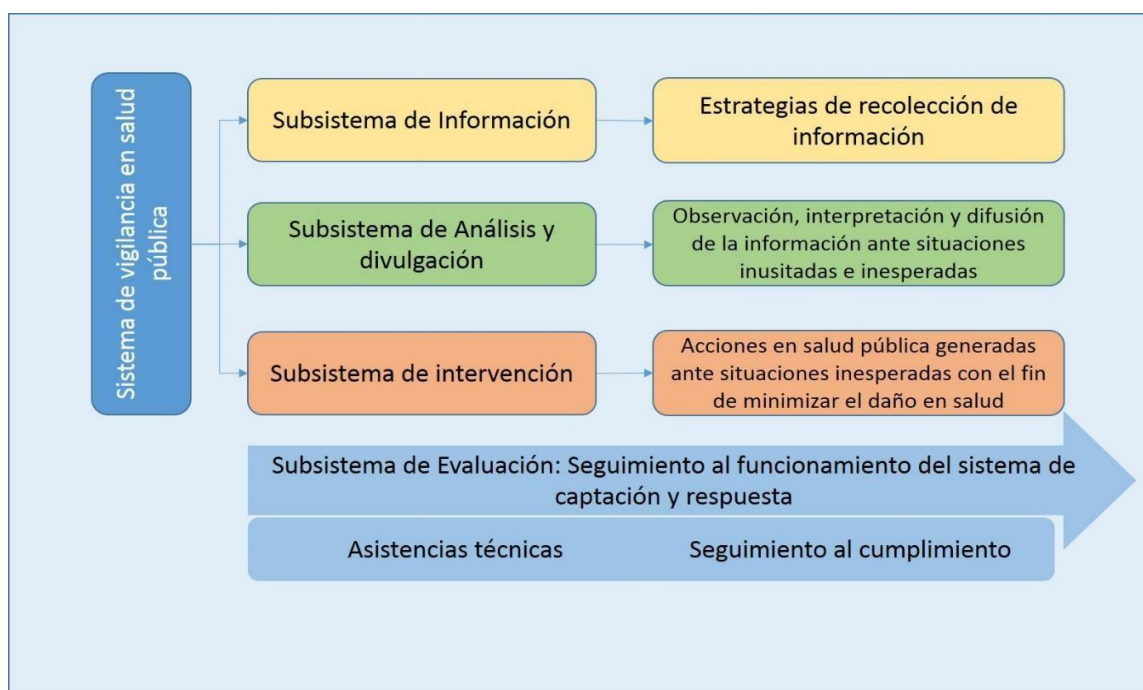 Sistema de vigilancia en salud
pública
Subsistema de Información
Estrategias de recolección de
información
Subsistema de Análisis y
divulgación
Observación, interpretación y difusión
de la información ante situaciones
inusitadas e inesperadas
Subsistema de intervención
Acciones en salud pública generadas
ante situaciones inesperadas con el fin
de minimizar el daño en salud
Subsistema de Evaluación: Seguimiento al funcionamiento del sistema de
captación y respuesta
Asistencias técnicas
Seguimiento al cumplimiento